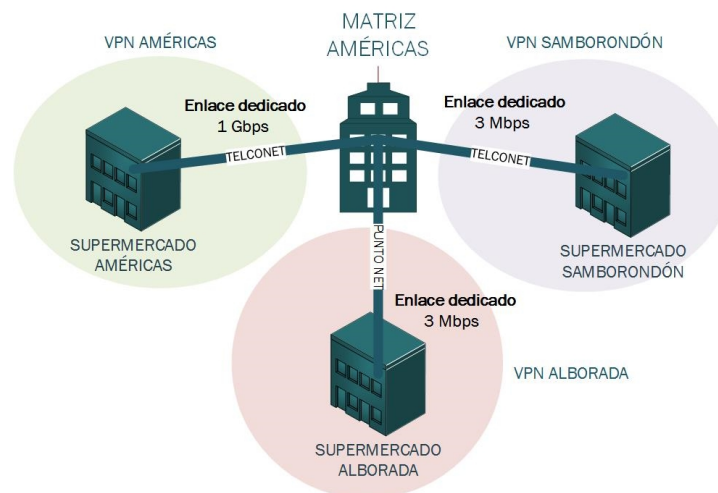 MATRIZ
AMÉRICAS
VPN AMÉRICAS
VPN SAMBORONDÓN
Enlace dedicado
1 Gbps
Enlace dedicado
3 Mbps
TELCONET
TELCONET
SUPERMERCADO
AMÉRICAS
SUPERMERCADO
SAMBORONDÓN
PUNTO NET
Enlace dedicado
3 Mbps
VPN ALBORADA
SUPERMERCADO
ALBORADA